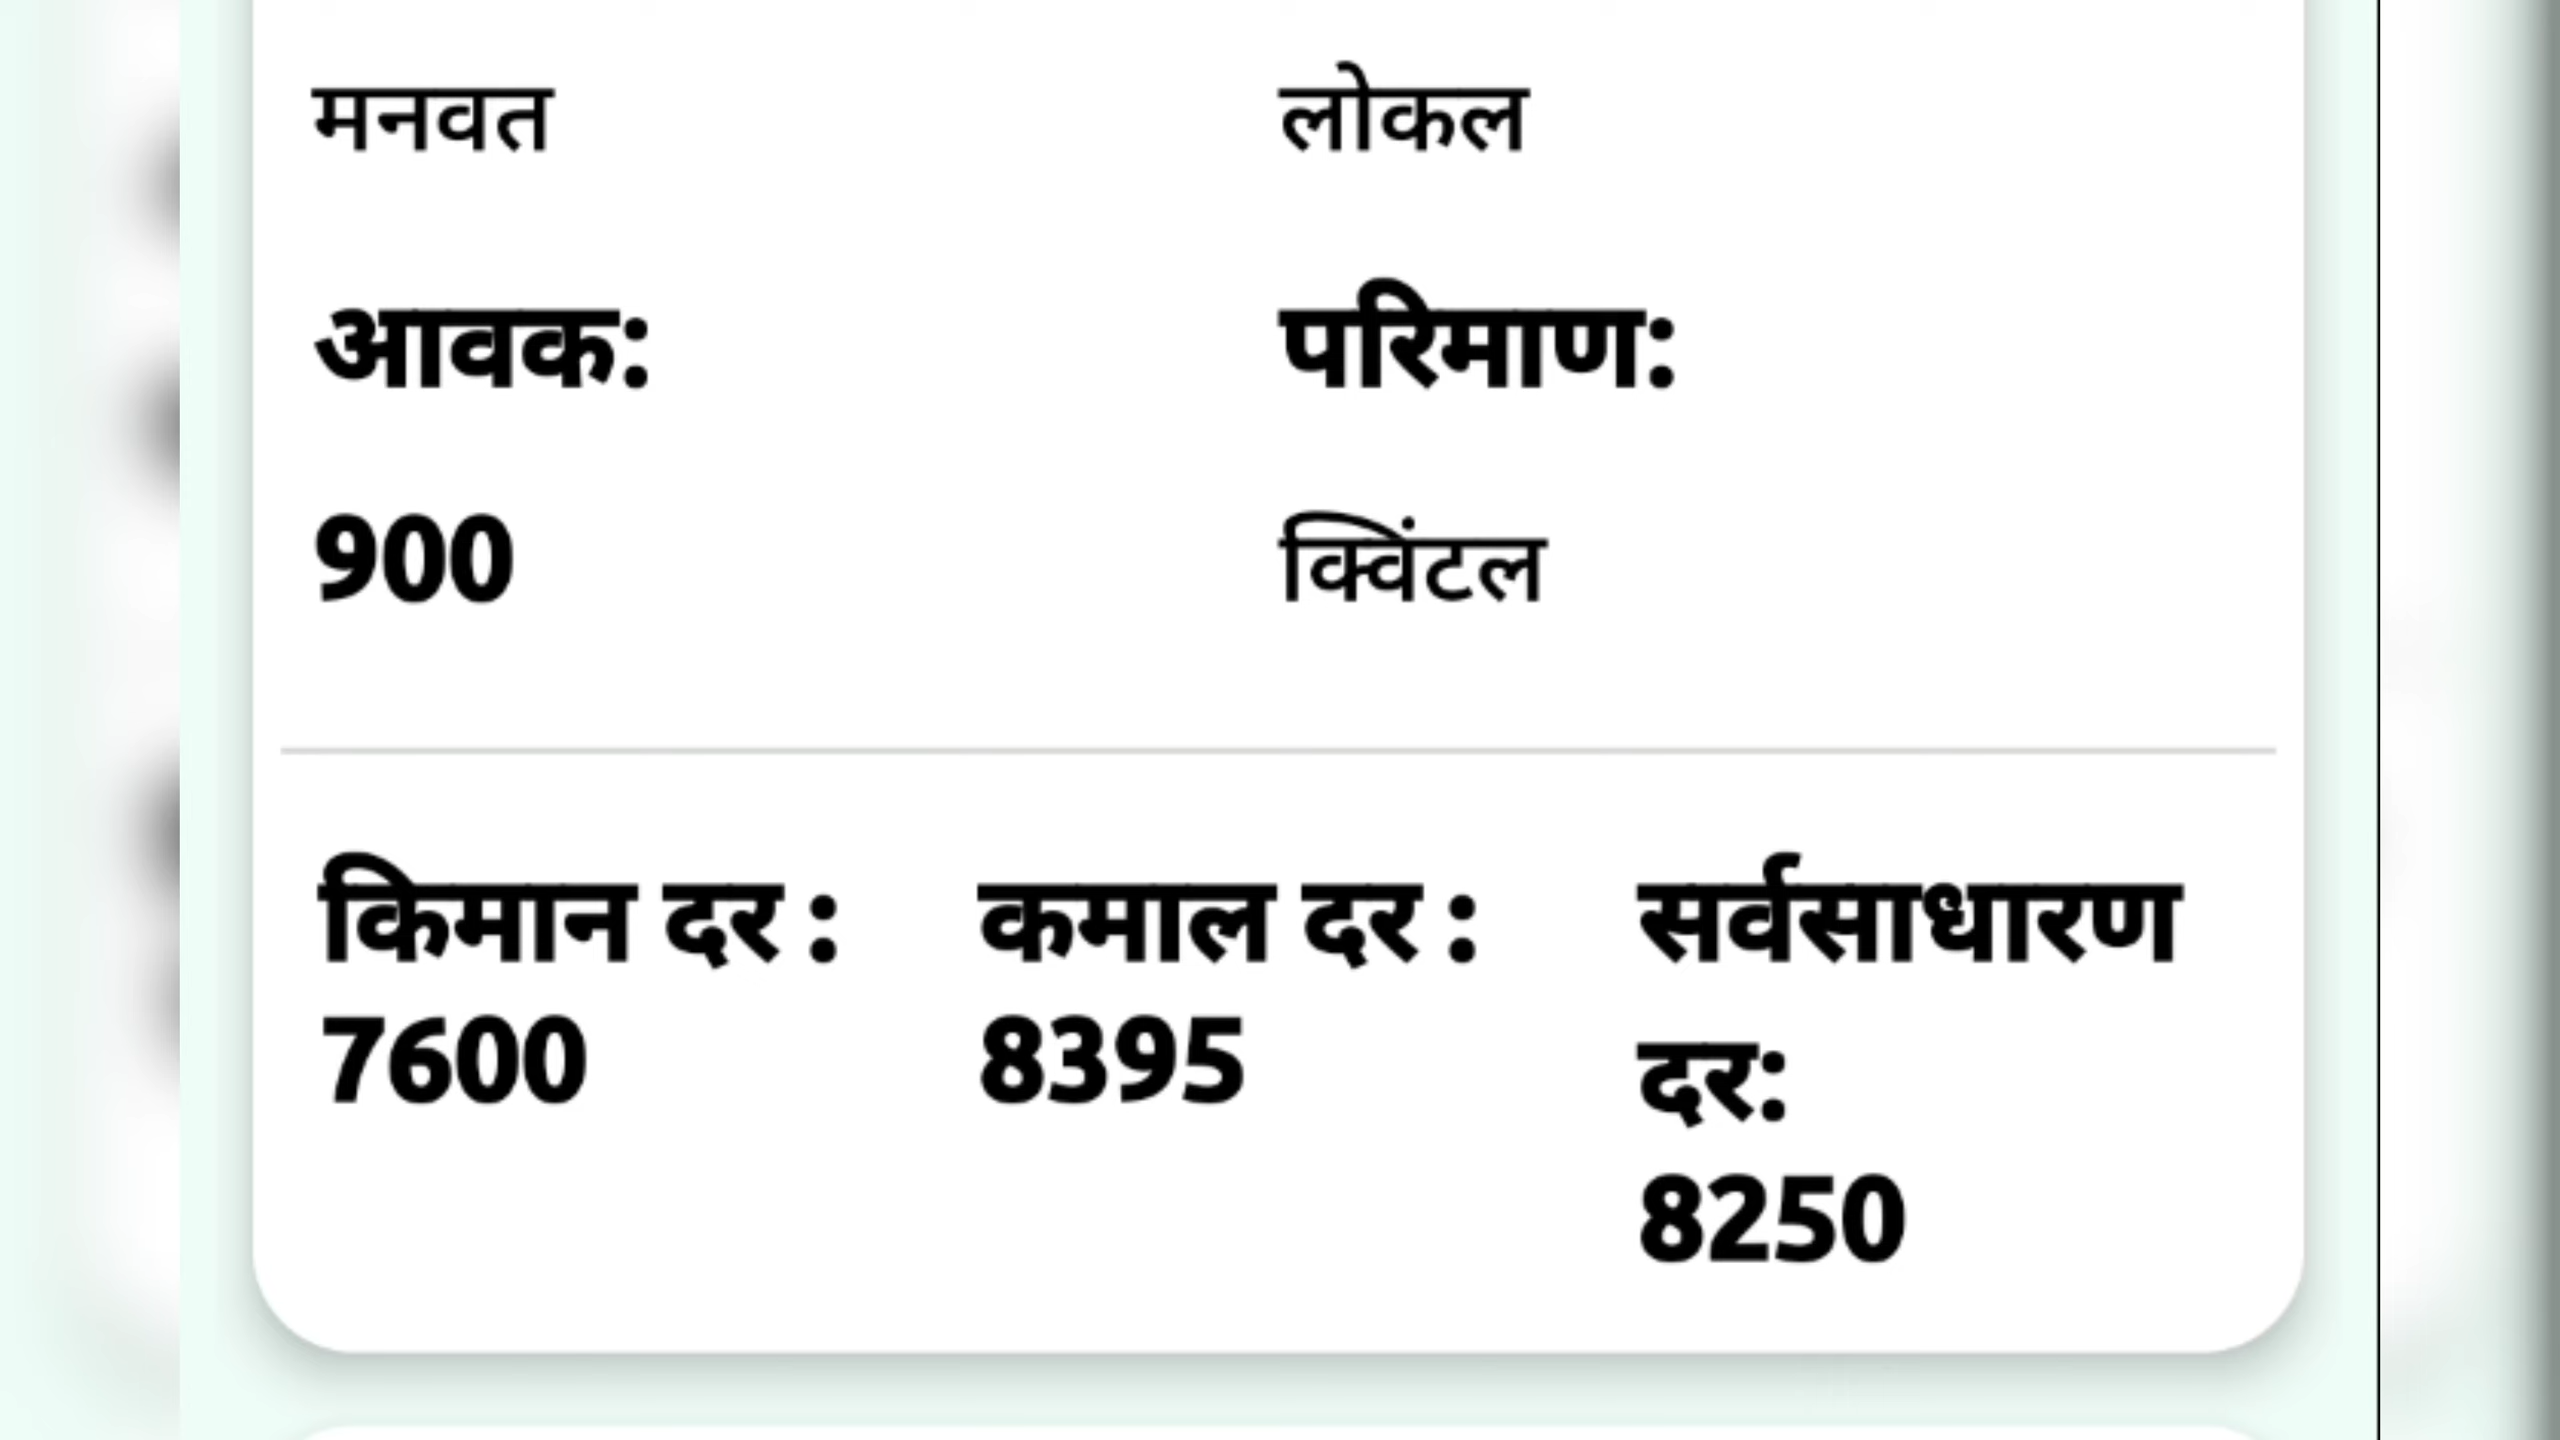 मनवत लोकल
आवक: परिमाण:
900 क्विंटल
किमान दर : कमाल दर : सर्वसाधारण
7600 8395 दर:
8250